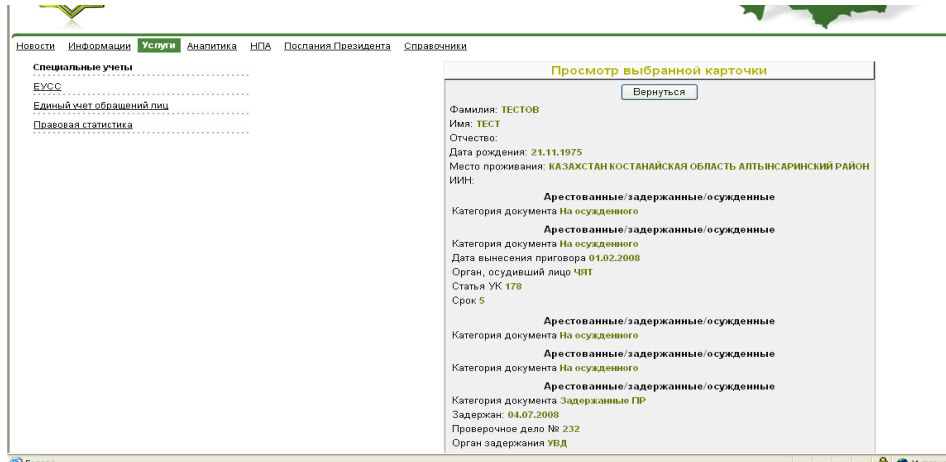 Новости Информации Услуги Аналитика НПА Послания Президента Справочники
Специальные учеты
ЕУСС
Единый учет обращений лиц
Правовая статистика
Просмотр выбранной карточки
Вернуться
Фамилия: ТЕСТОВ
Имя: ТЕСТ
Отчество:
Дата рождения: 21.11.1975
Место проживания: КАЗАХСТАН КОСТАНАЙСКАЯ ОБЛАСТЬ АЛТЫНСАРИНСКИЙ РАЙОН
ИИН:
Арестованные/задержанные/осужденные
Категория документа На осужденного
Арестованные/задержанные/осужденные
Категория документа На осужденного
Дата вынесения приговора 01.02.2008
Орган, осудивший лицо ЧЯТ
Статья УК 178
Срок 5
Арестованные/задержанные/осужденные
Категория документа На осужденного
Арестованные/задержанные/осужденные
Категория документа На осужденного
Арестованные/задержанные/осужденные
Категория документа Задержанные ПР
Задержан: 04.07.2008
Проверочное дело № 232
Орган задержания УВД